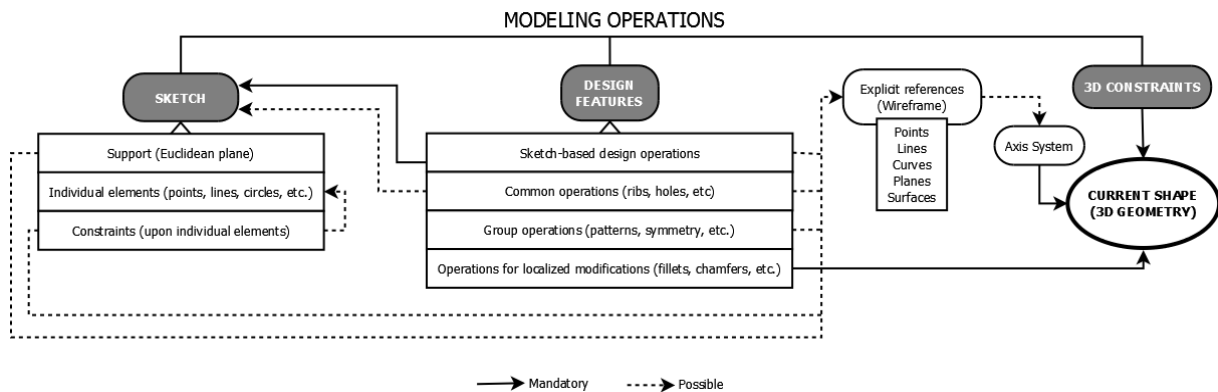 MODELING OPERATIONS
SKETCH
DESIGN
FEATURES
Explicit references
(Wireframe)
3D CONSTRAINTS
Support (Euclidean plane)
Individual elements (points, lines, circles, etc.)
Constraints (upon individual elements)
Sketch-based design operations
Common operations (ribs, holes, etc)
Group operations (patterns, symmetry, etc.)
Operations for localized modifications (fillets, chamfers, etc.)
Points
Lines
Curves
Planes
Surfaces
Axis System
CURRENT SHAPE
(3D GEOMETRY)
Mandatory
Possible